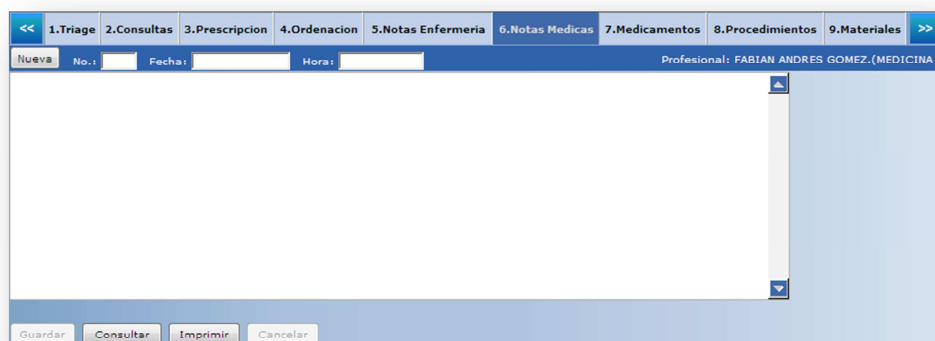 << 1.Triage 2.Consultas 3.Prescripcion 4.Ordenacion 5.Notas Enfermeria 6.Notas Medicas 7.Medicamentos 8.Procedimientos 9.Materiales >>
Nueva No.: Fecha: Hora: Profesional: FABIAN ANDRES GOMEZ.(MEDICINA
Guardar Consultar Imprimir Cancelar